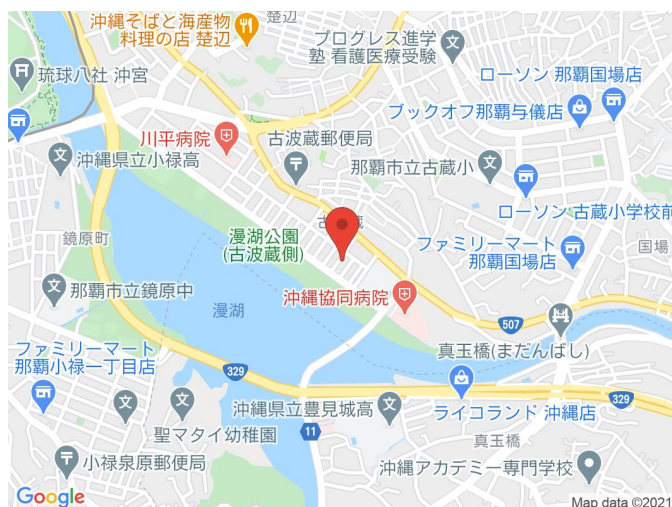 沖縄そばと海産物
料理の店 楚辺
楚辺
プログレス進学
塾 看護医療受験
琉球八社 沖宮
ローソン 那覇国場店
ブックオフ那覇与儀店
川平病院
古波蔵郵便局
沖縄県立小禄高
那覇市立古蔵小
ローソン 古蔵小学校前
鏡原町
漫湖公園
(古波蔵側)
ファミリーマート
那覇国場店
国場
那覇市立鏡原中
漫湖
沖縄協同病院
507
真玉橋(まだんばし)
ファミリーマート
那覇小禄一丁目店
329
ライコランド 沖縄店
329
沖縄県立豊見城高
聖マタイ幼稚園
11
真玉橋
小禄泉原郵便局
沖縄アカデミー専門学校
Google
Map data ©2021